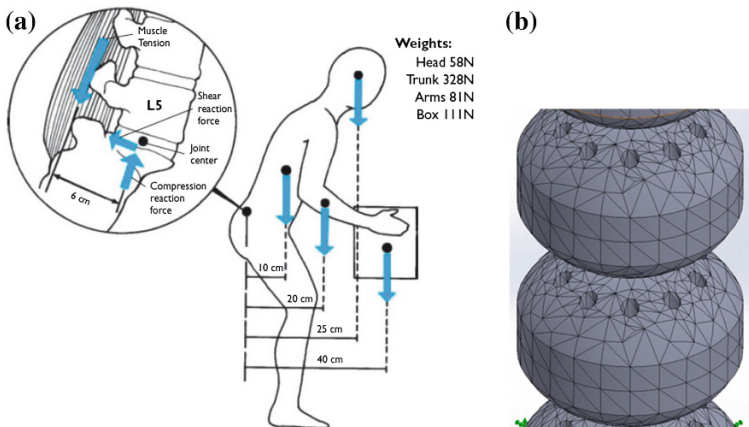 (a)
Muscle
Tension
L5
Shear
reaction
force
Joint
center
Compression
reaction
force
6 cm
Weights:
Head 58N
Trunk 328N
Arms 81N
Box 111N
10 cm
20 cm
25 cm
40 cm
(b)